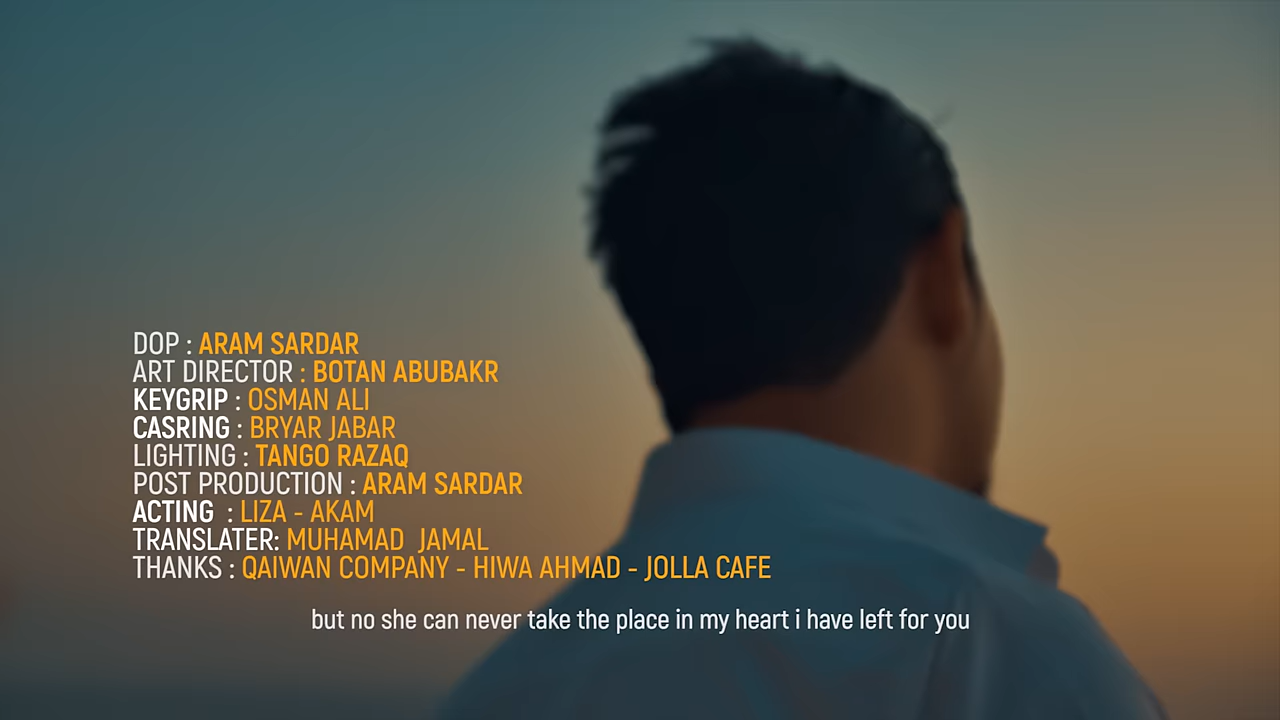 DOP : ARAM SARDAR
ART DIRECTOR : BOTAN ABUBAKR
KEYGRIP : OSMAN ALI
CASRING : BRYAR JABAR
LIGHTING : TANGO RAZAQ
POST PRODUCTION : ARAM SARDAR
ACTING : LIZA - AKAM
TRANSLATER: MUHAMAD JAMAL
THANKS : QAIWAN COMPANY - HIWA AHMAD - JOLLA CAFE
but no she can never take the place in my heart i have left for you